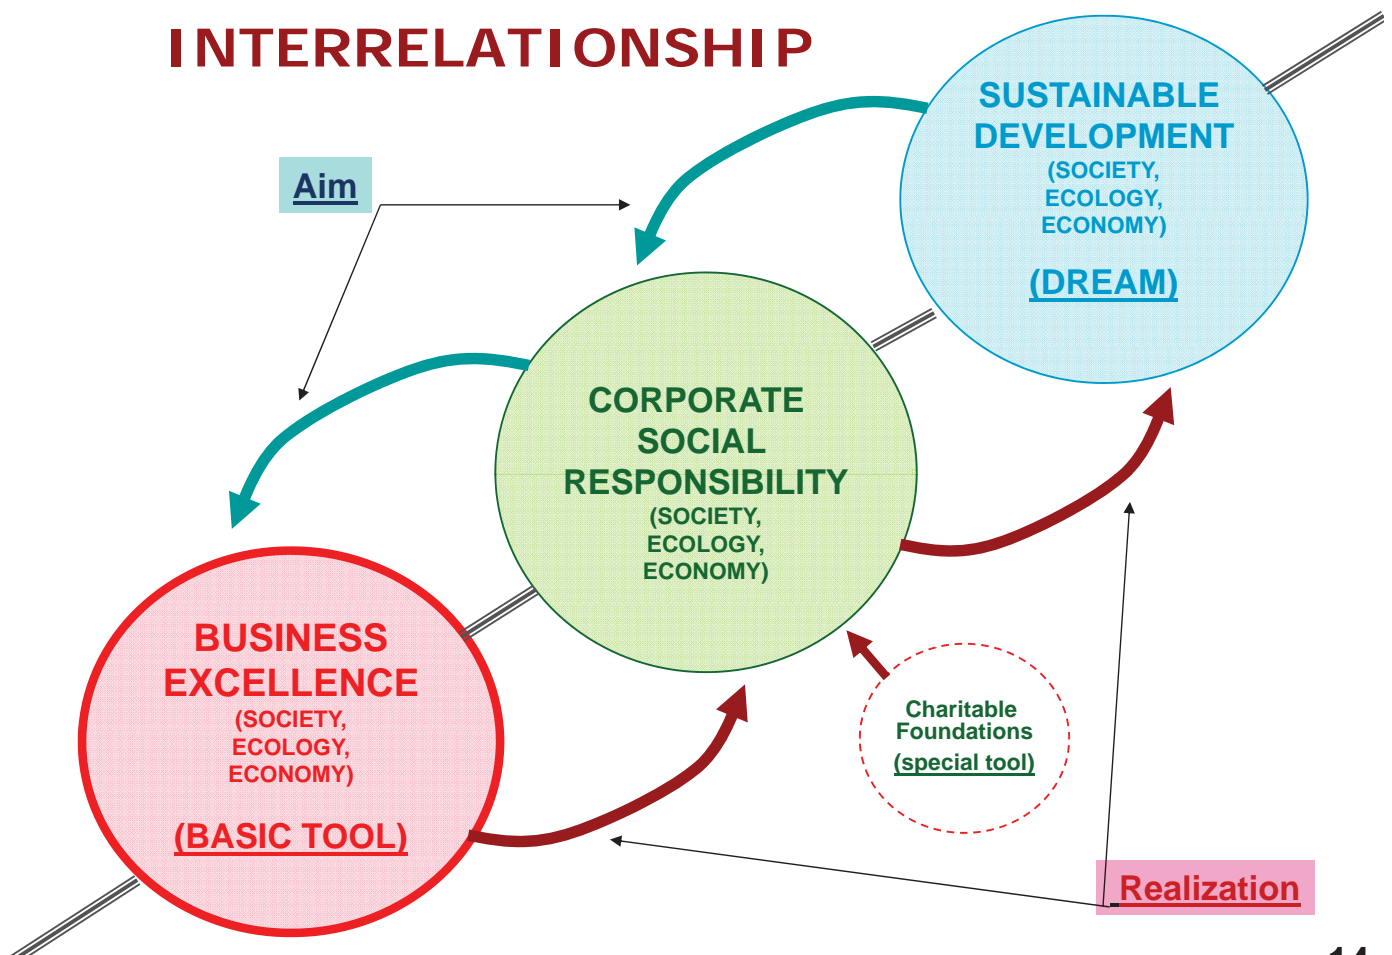 INTERRELATIONSHIP
SUSTAINABLE
DEVELOPMENT
(SOCIETY,
ECOLOGY,
ECONOMY)
(DREAM)
Aim
CORPORATE
SOCIAL
RESPONSIBILITY
(SOCIETY,
ECOLOGY,
ECONOMY)
BUSINESS
EXCELLENCE
(SOCIETY,
ECOLOGY,
ECONOMY)
(BASIC TOOL)
Charitable
Foundations
(special tool)
Realization